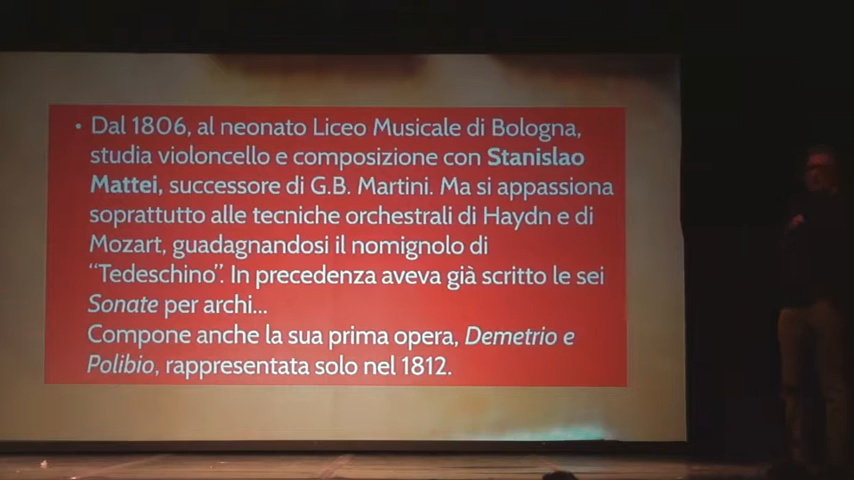 • Dal 1806, al neonato Liceo Musicale di Bologna,
studia violoncello e composizione con Stanislao
Mattei, successore di G.B. Martini. Ma si appassiona
soprattutto alle tecniche orchestrali di Haydn e di
Mozart, guadagnandosi il nomignolo di
“Tedeschino”. In precedenza aveva già scritto le sei
Sonate per archi...
Compone anche la sua prima opera, Demetrio e
Polibio, rappresentata solo nel 1812.